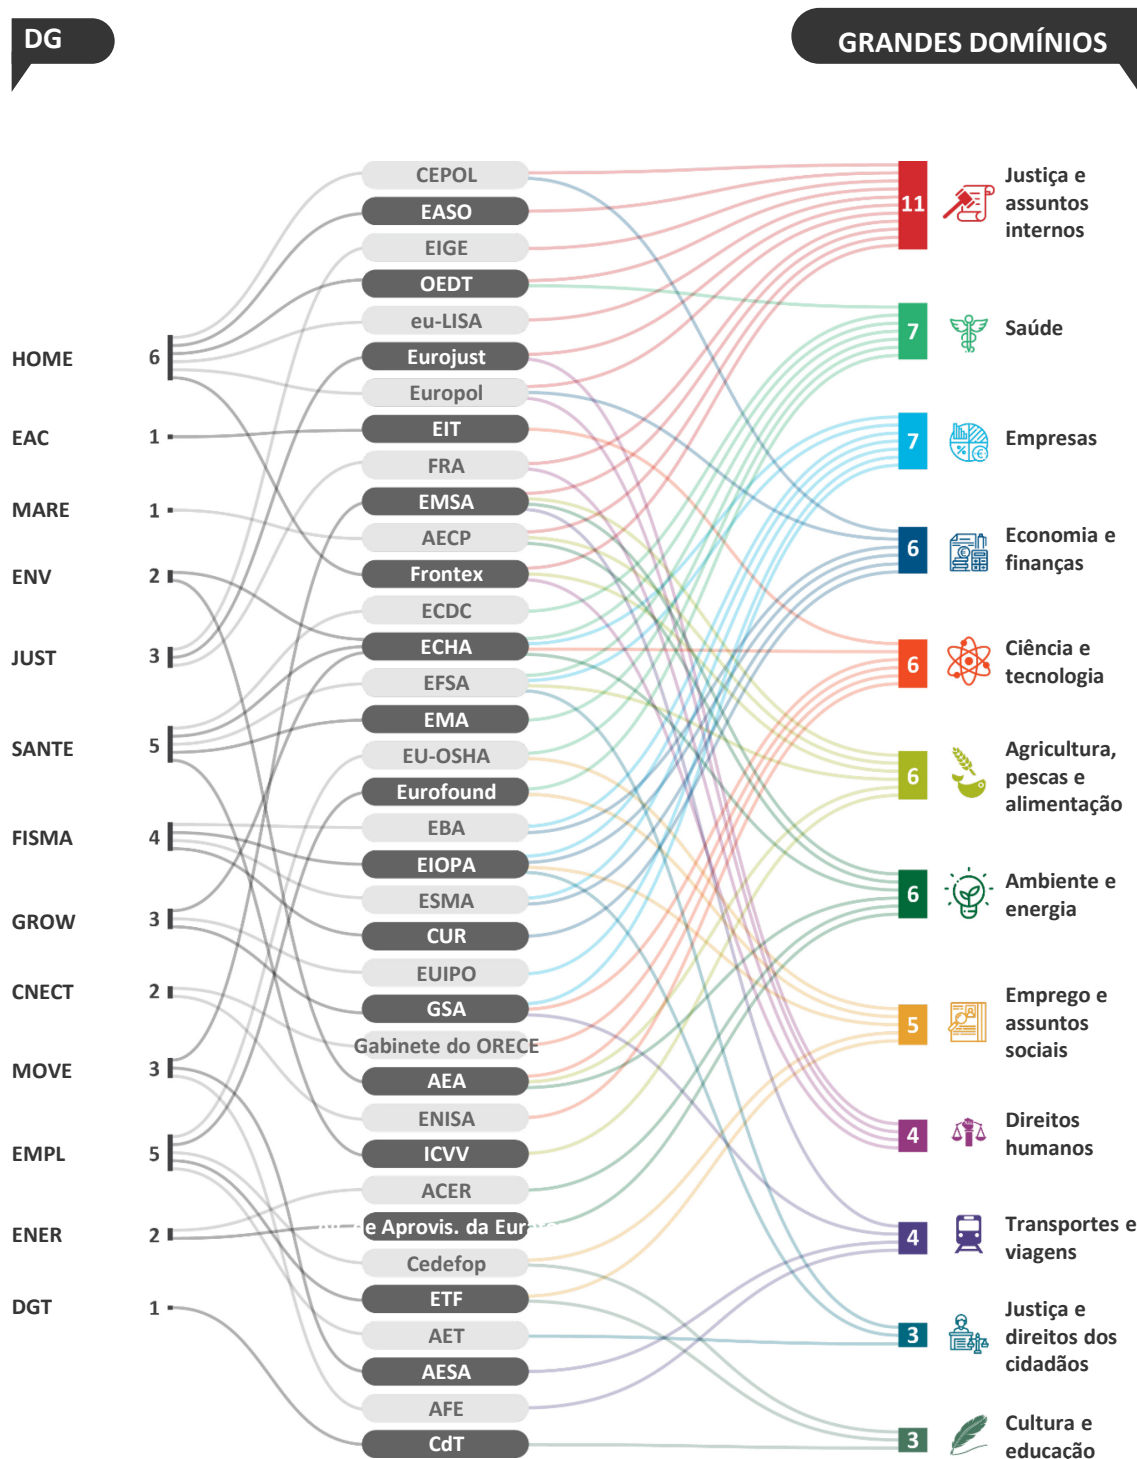 DG
GRANDES DOMÍNIOS
HOME 6
EAC 1
MARE 1
ENV 2
JUST 3
SANTE 5
FISMA 4
GROW 3
CNECT 2
MOVE 3
EMPL 5
ENER 2
DGT 1
CEPOL
EASO
EIGE
OEDT
eu-LISA
Eurojust
Europol
EIT
FRA
EMSA
AECP
Frontex
ECDC
ECHA
EFSA
EMA
EU-OSHA
Eurofound
EBA
EIOPA
ESMA
CUR
EUIPO
GSA
Gabinete do ORECE
AEA
ENISA
ICVV
ACER
de Aprovis. da
Cedefop
ETF
AET
AESA
AFE
CdT
11
Justiça e
assuntos
internos
7
Saúde
7
Empresas
6
Economia e
finanças
6
Ciência e
tecnologia
6
Agricultura,
pescas e
alimentação
6
Ambiente e
energia
5
Emprego e
assuntos
sociais
4
Direitos
humanos
4
Transportes e
viagens
3
Justiça e
direitos dos
cidadãos
3
Cultura e
educação